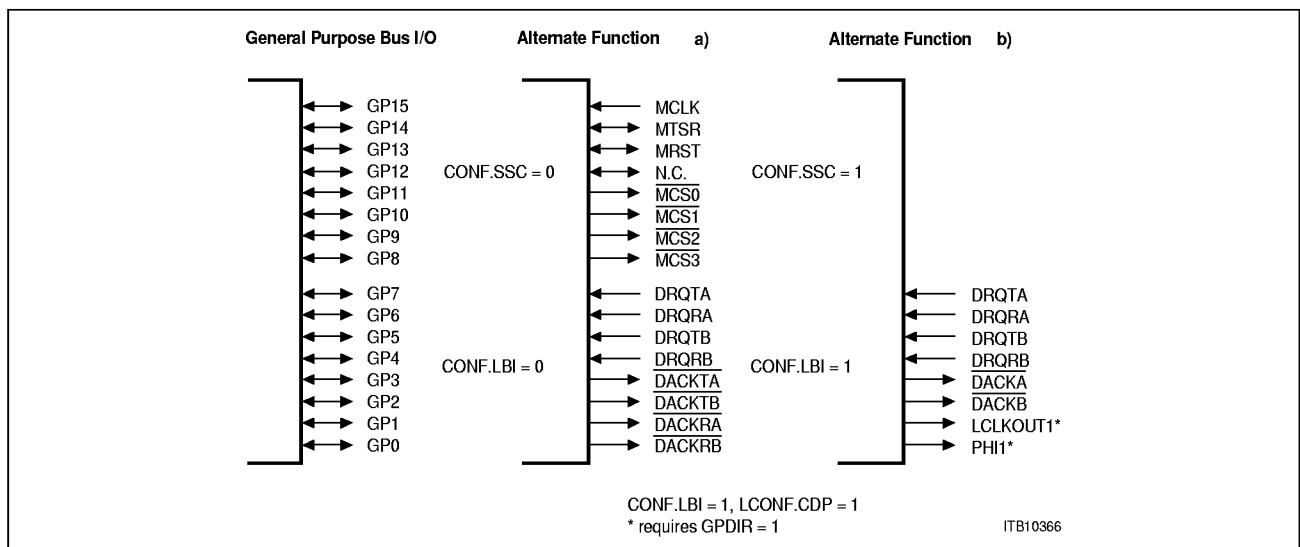 General Purpose Bus I/O Alternate Function a) Alternate Function b)
GP15 MCLK
GP14 MTSR
GP13 MRST
GP12 CONF.SSC = 0 N.C. CONF.SSC = 1
GP11 MCS0
GP10 MCS1
GP9 MCS2
GP8 MCS3
GP7 DRQTA DRQTA
GP6 DRQRA DRQRA
GP5 DRQTB DRQTB
GP4 CONF.LBI = 0 DRQRB CONF.LBI = 1 DRQRB
GP3 DACKTA DACKA
GP2 DACKTB DACKB
GP1 DACKRA LCLKOUT1*
GP0 DACKRB PHI1*
CONF.LBI = 1, LCONF.CDP = 1
* requires GPDIR = 1 ITB10366